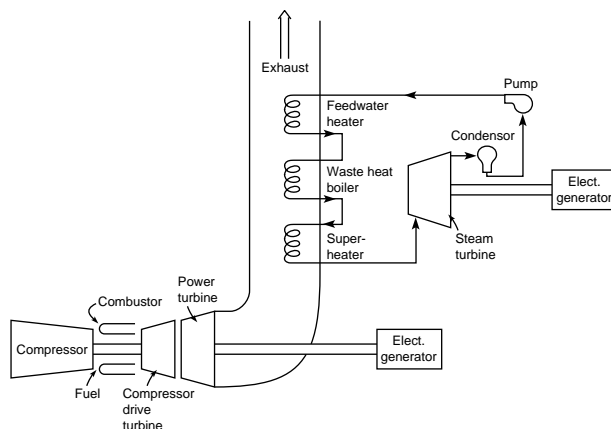 Exhaust
Pump
Feedwater
heater
Condensor
Waste heat
boiler
Elect.
generator
Super-
heater
Steam
turbine
Power
turbine
Combustor
Compressor
Elect.
generator
Fuel
Compressor
drive
turbine